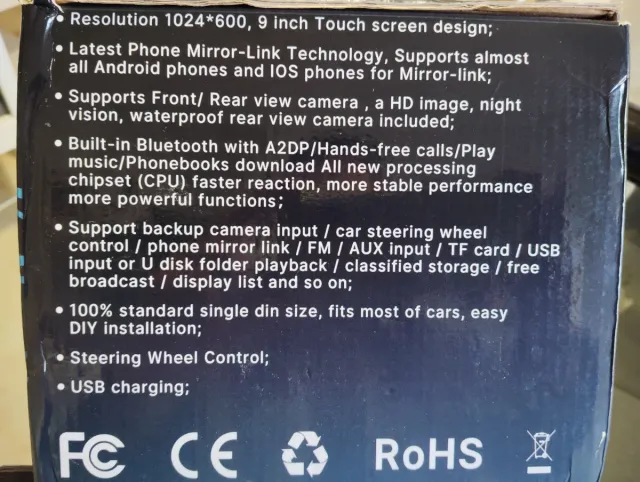 • Resolution 1024*600, 9 inch Touch screen design;
• Latest Phone Mirror-Link Technology, Supports almost
all Android phones and IOS phones for Mirror-link;
• Supports Front/ Rear view camera , a HD image, night
vision, waterproof rear view camera included;
• Built-in Bluetooth with A2DP/Hands-free calls/Play
music/Phonebooks download All new processing
chipset (CPU) faster reaction, more stable performance
more powerful functions;
• Support backup camera input / car steering wheel
control / phone mirror link / FM / AUX input / TF card / USB
input or U disk folder playback / classified storage / free
broadcast / display list and so on;
• 100% standard single din size, fits most of cars, easy
DIY installation;
• Steering Wheel Control;
• USB charging;
FC CE RoHS